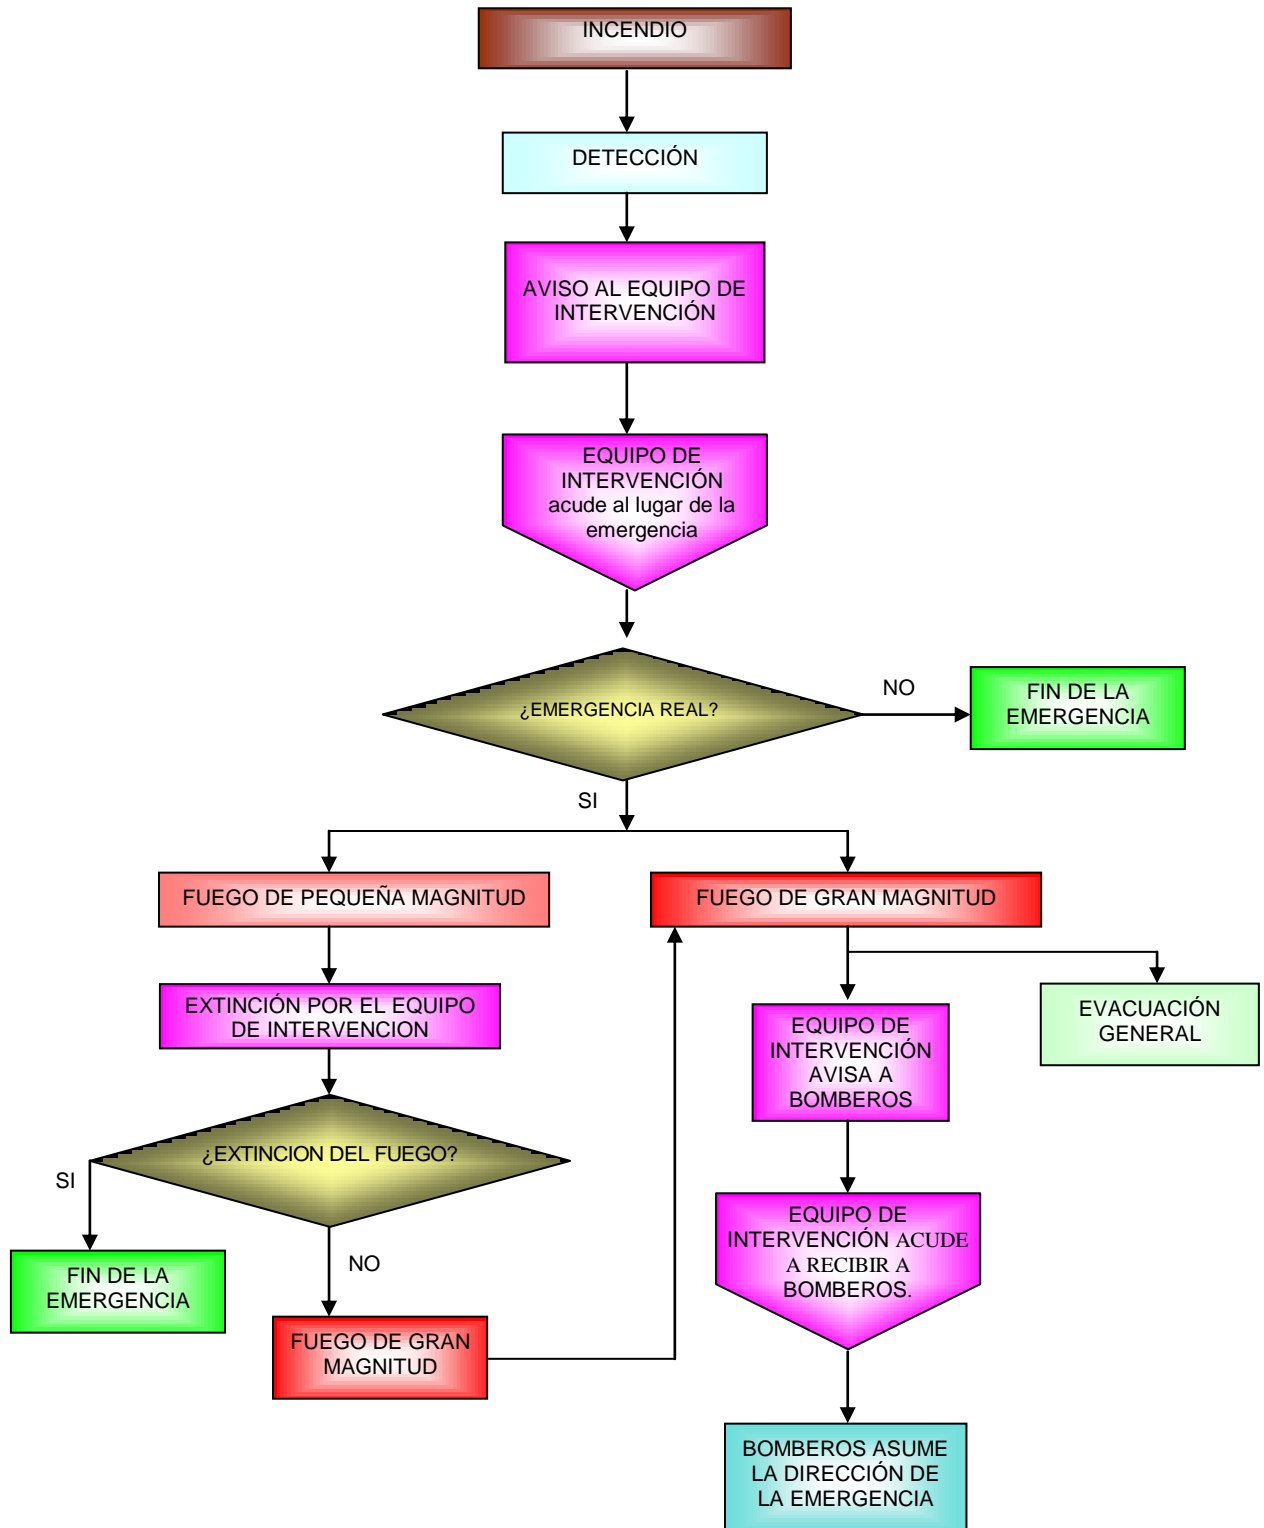 INCENDIO
DETECCIÓN
AVISO AL EQUIPO DE
INTERVENCIÓN
EQUIPO DE
INTERVENCIÓN
acude al lugar de la
emergencia
¿EMERGENCIA REAL?
NO
FIN DE LA
EMERGENCIA
SI
FUEGO DE PEQUEÑA MAGNITUD
FUEGO DE GRAN MAGNITUD
EXTINCIÓN POR EL EQUIPO
DE INTERVENCION
EQUIPO DE
INTERVENCIÓN
AVISA A
BOMBEROS
EVACUACIÓN
GENERAL
¿EXTINCION DEL FUEGO?
SI
FIN DE LA
EMERGENCIA
NO
FUEGO DE GRAN
MAGNITUD
EQUIPO DE
INTERVENCIÓN ACUDE
A RECIBIR A
BOMBEROS.
BOMBEROS ASUME
LA DIRECCIÓN DE
LA EMERGENCIA